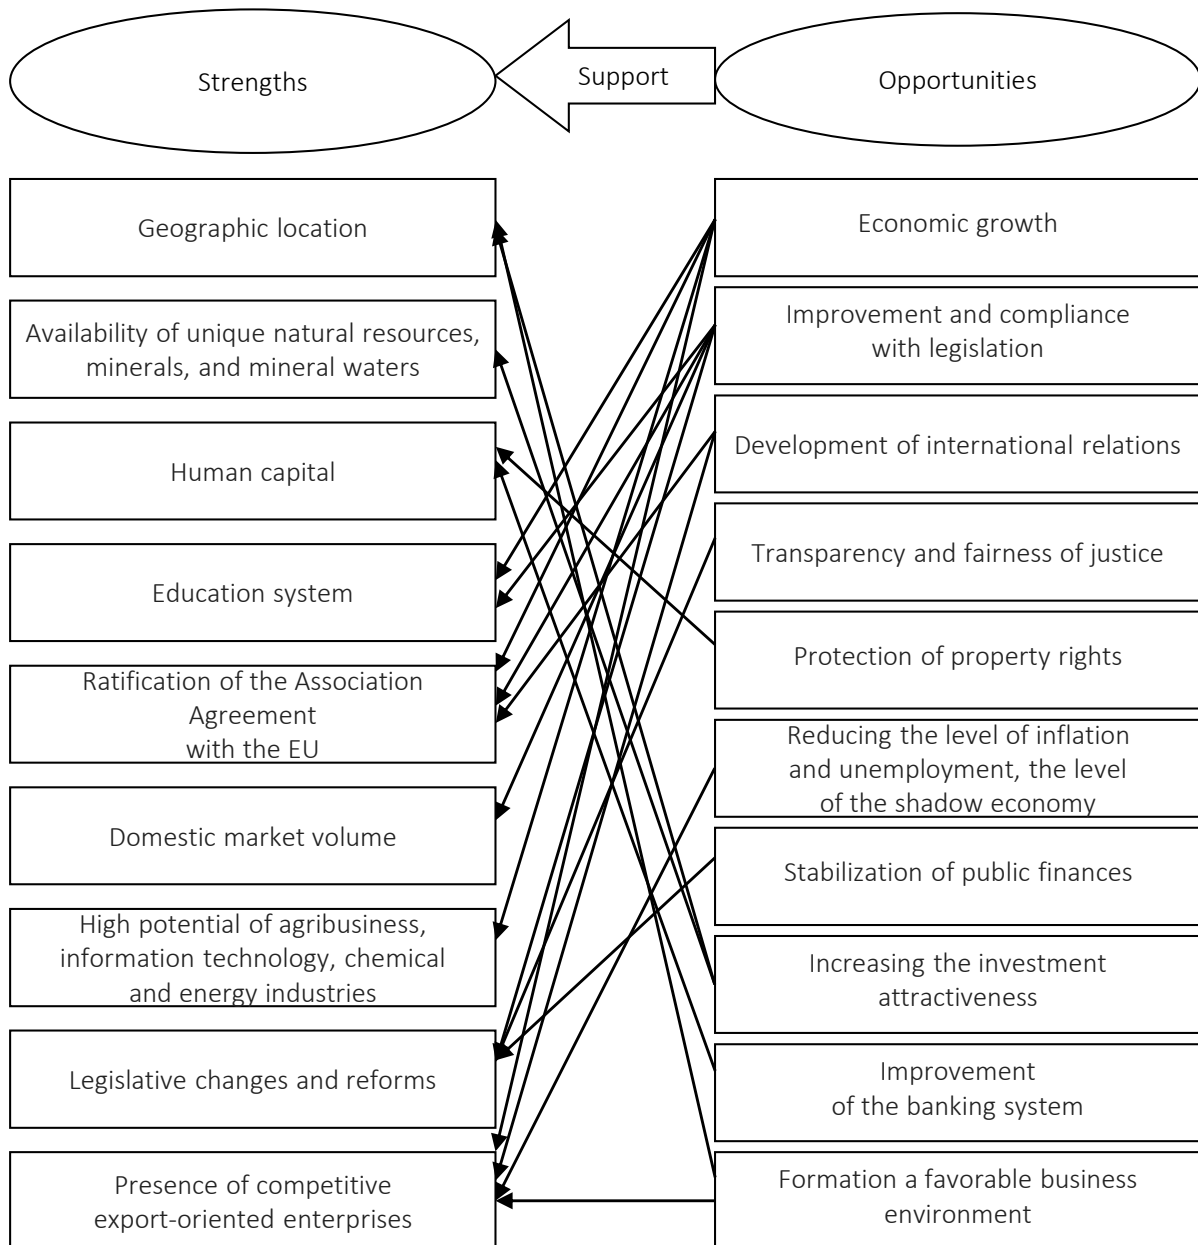 Strengths
Support
Opportunities
Geographic location
Availability of unique natural resources,
minerals, and mineral waters
Human capital
Education system
Ratification of the Association
Agreement
with the EU
Domestic market volume
High potential of agribusiness,
information technology, chemical
and energy industries
Legislative changes and reforms
Presence of competitive
export-oriented enterprises
Economic growth
Improvement and compliance
with legislation
Development of international relations
Transparency and fairness of justice
Protection of property rights
Reducing the level of inflation
and unemployment, the level
of the shadow economy
Stabilization of public finances
Increasing the investment
attractiveness
Improvement
of the banking system
Formation a favorable business
environment